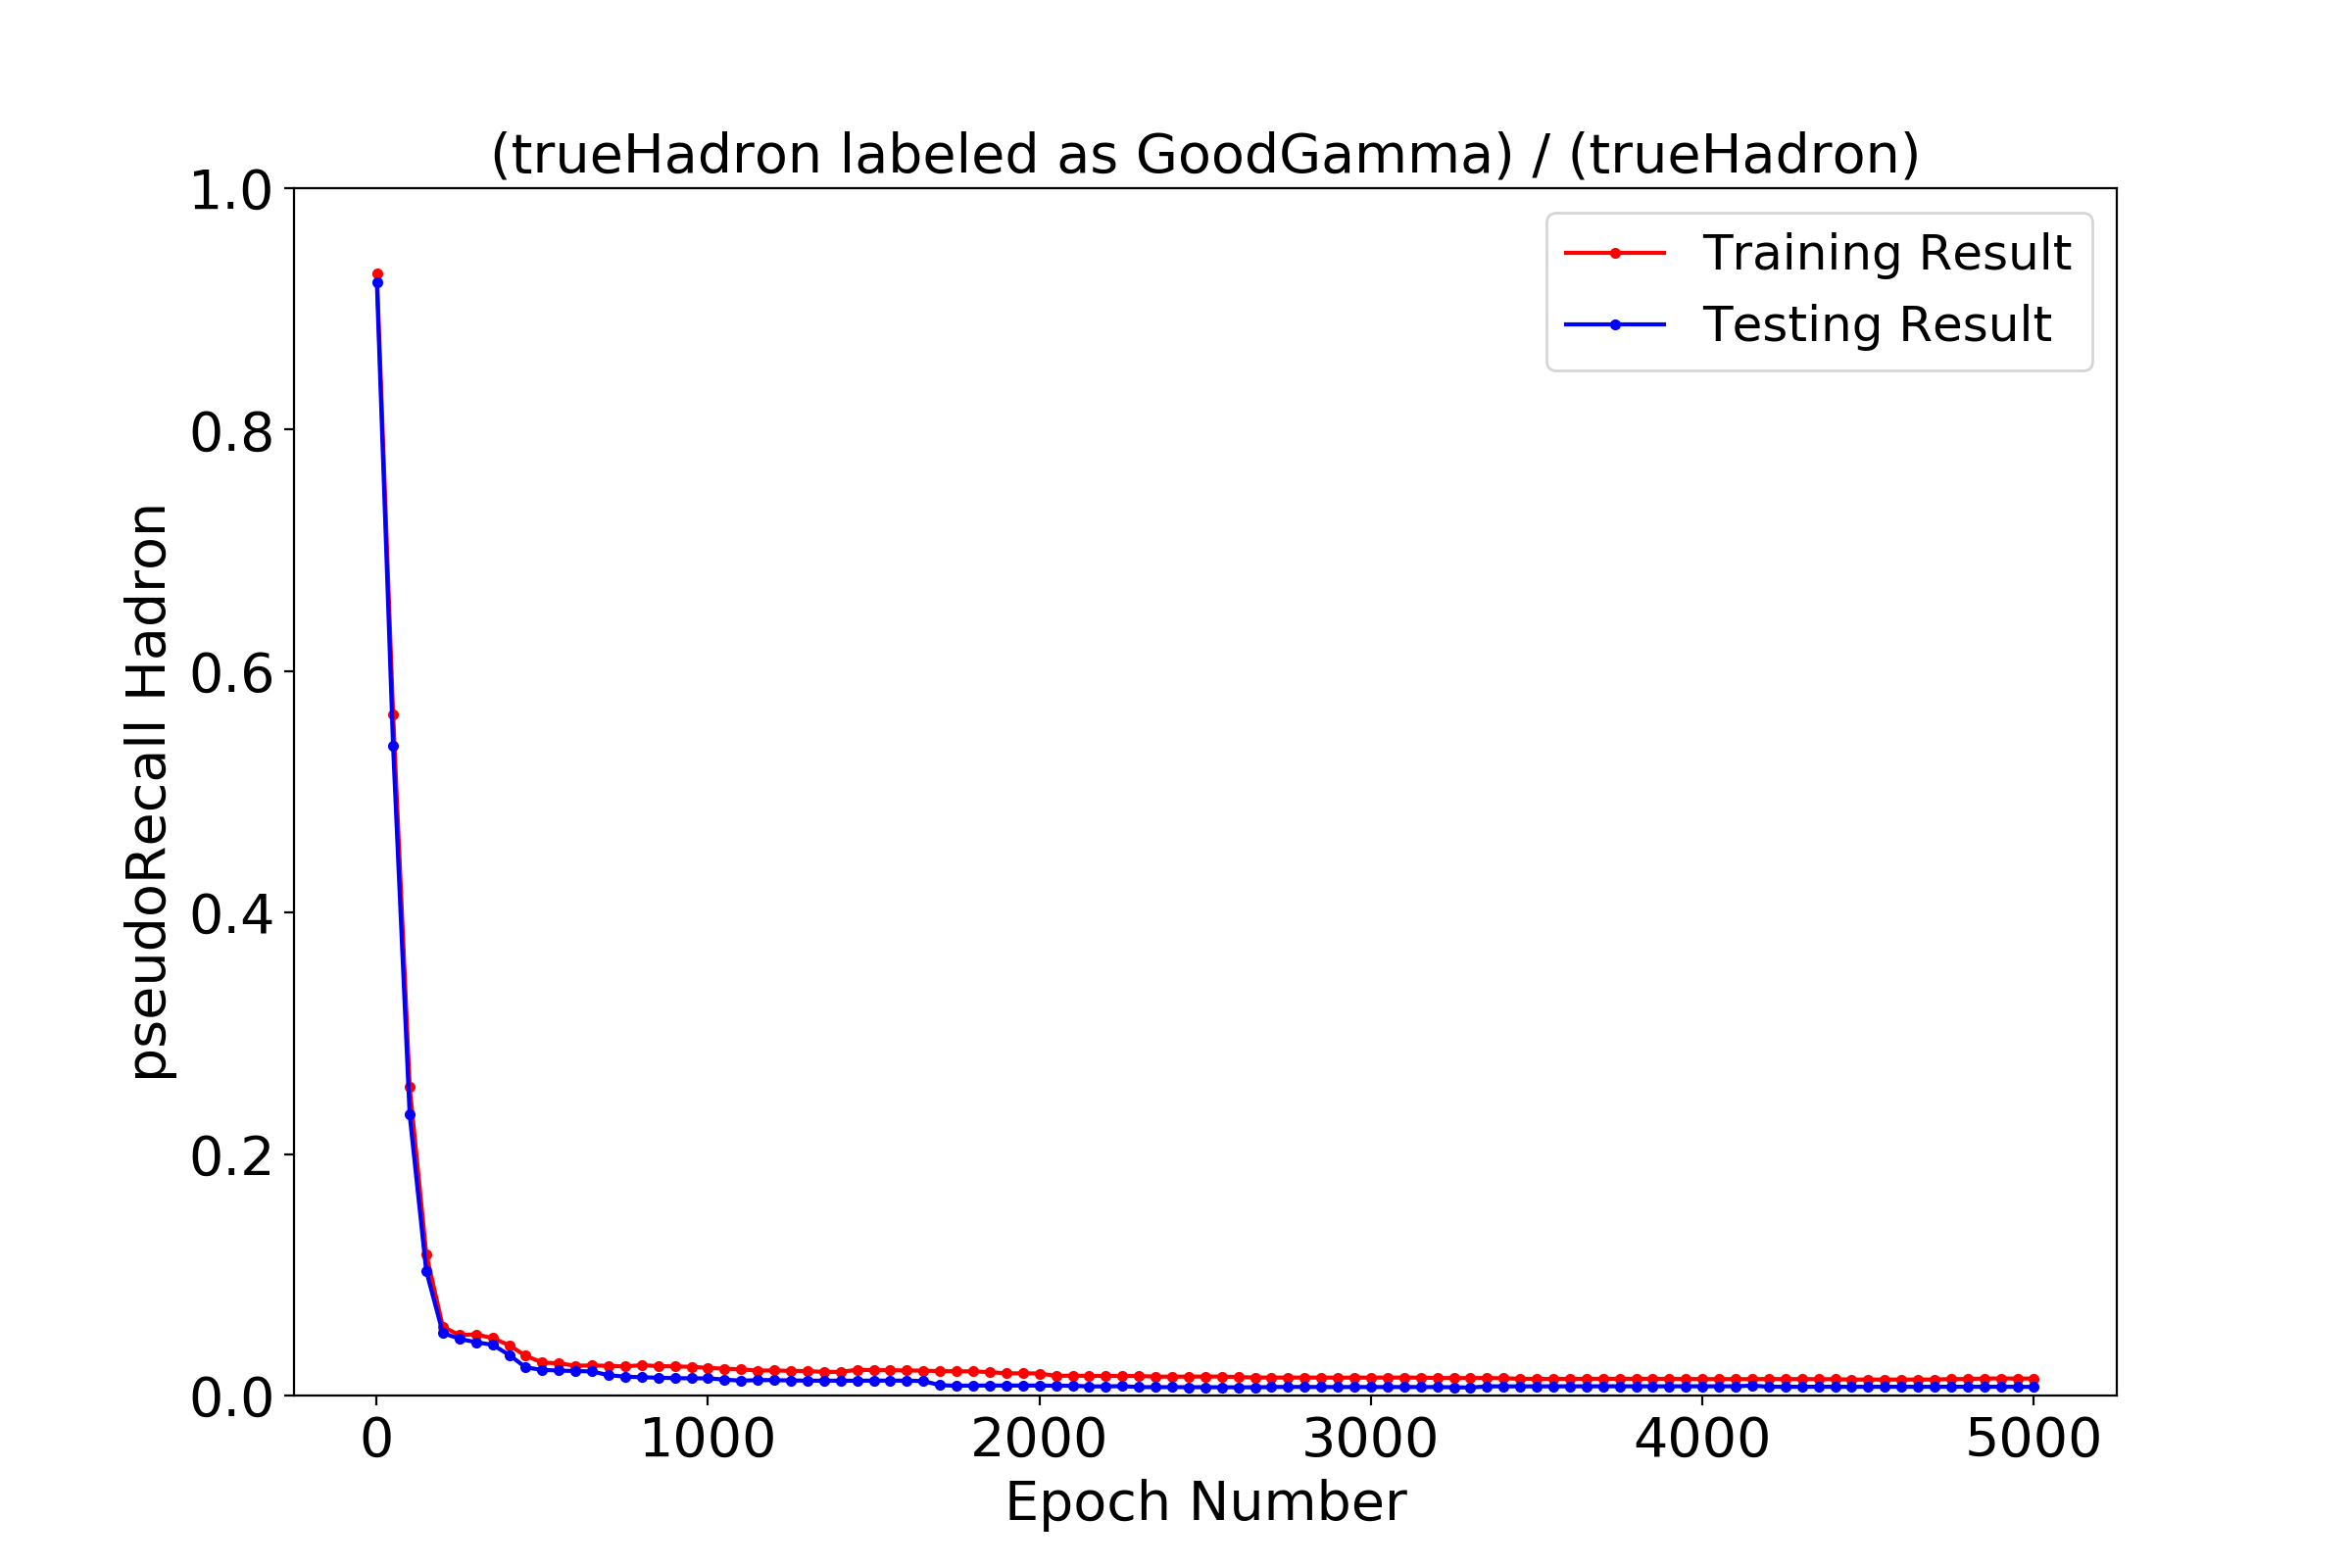 (trueHadron labeled as GoodGamma) / (trueHadron)
1.0
0.8
0.6
0.4
0.2
0.0
pseudoRecall Hadron
Training Result
Testing Result
0 1000 2000 3000 4000 5000
Epoch Number